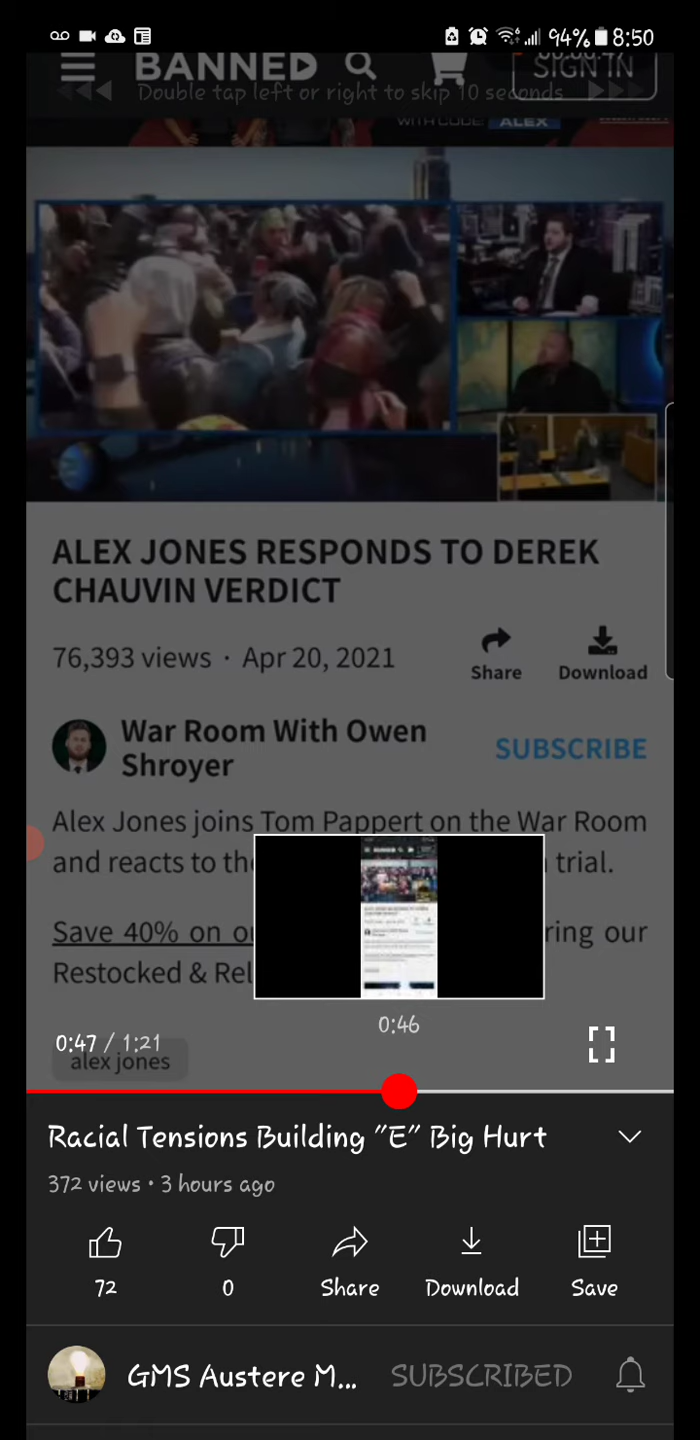 94% 8:50
BANNED
SIGN IN
Double tap left or right to skip 10 seconds
WITH CODE: ALEX
ALEX JONES RESPONDS TO DEREK
CHAUVIN VERDICT
76,393 views · Apr 20, 2021
Share
Download
War Room With Owen
Shroyer
SUBSCRIBE
Alex Jones joins Tom Pappert on the War Room
and reacts to the trial.
Save 40% on ring our
Restocked & Rel
0:46
0:47 / 1:21
alex jones
Racial Tensions Building "E" Big Hurt
372 views • 3 hours ago
72
0
Share
Download
Save
GMS Austere M...
SUBSCRIBED